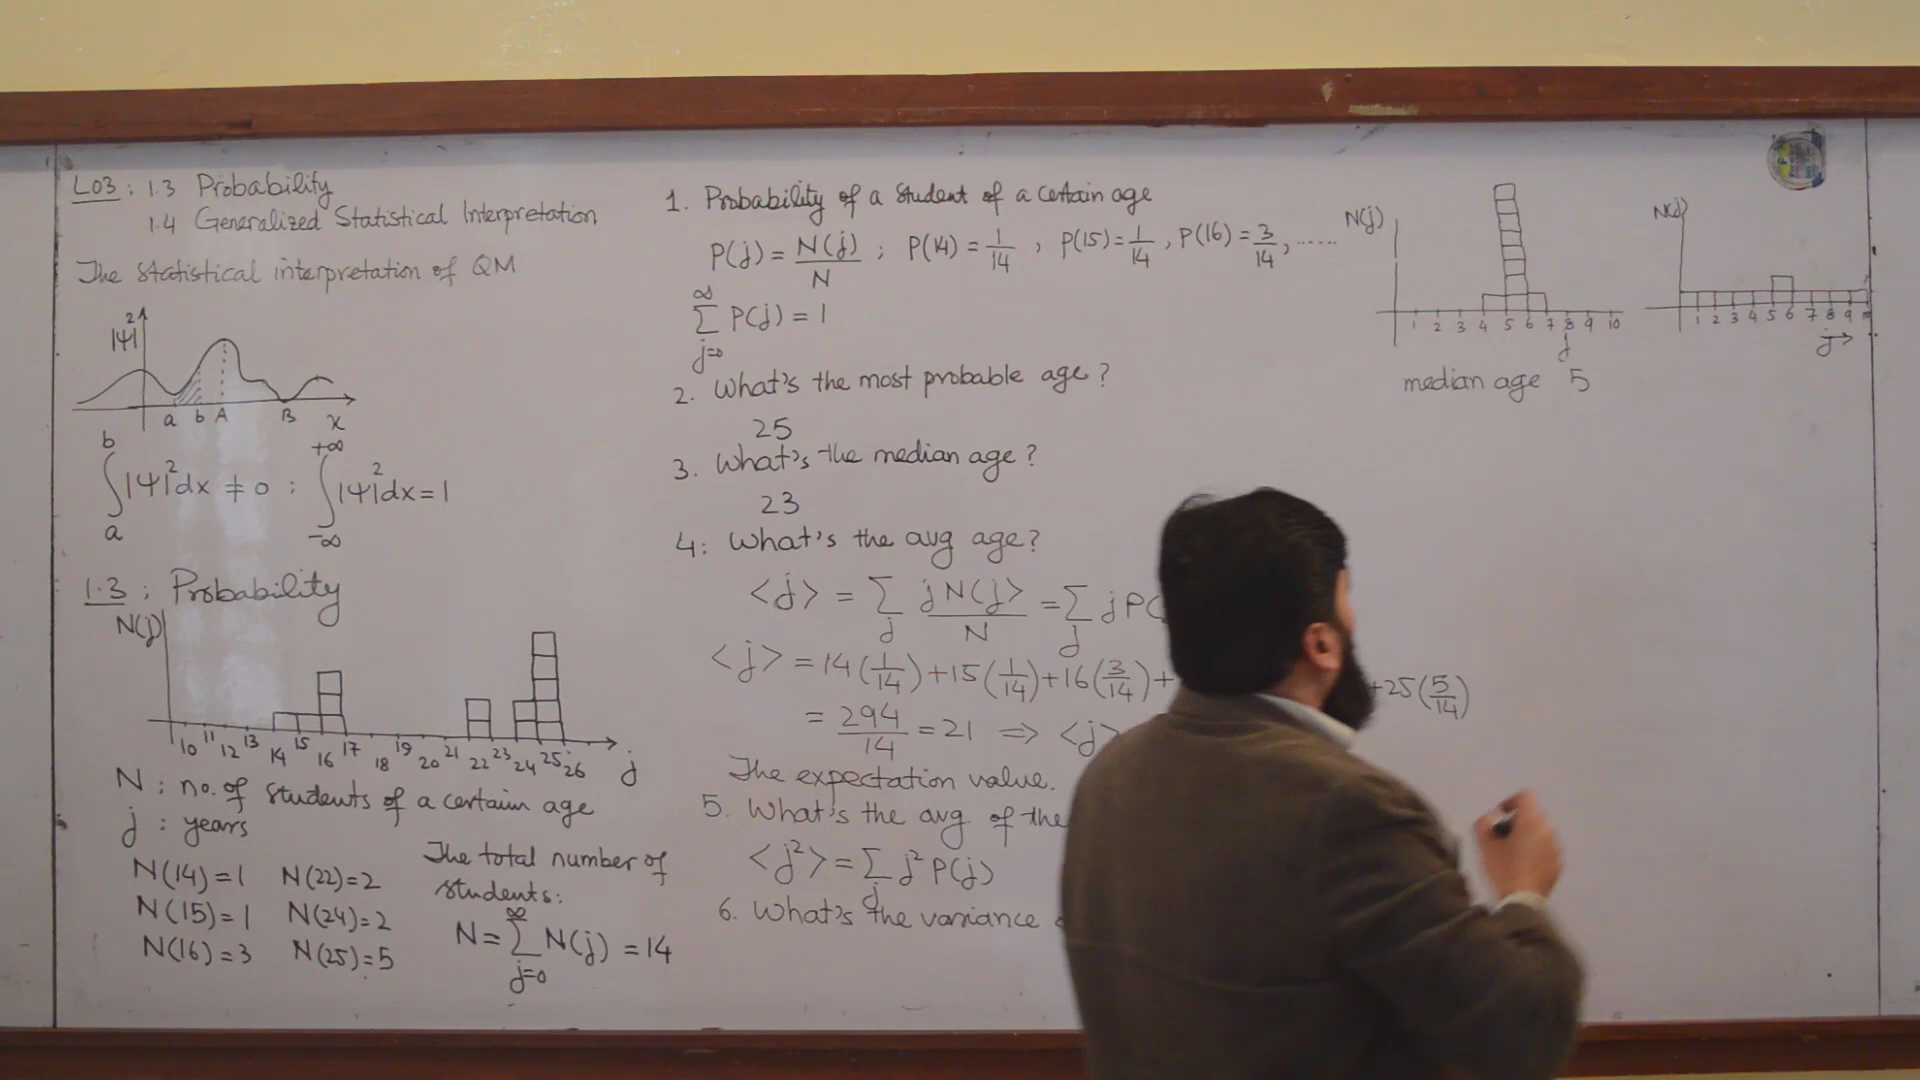 L03: 1.3 Probability
1.4 Generalized Statistical Interpretation
The statistical interpretation of QM
|Ψ|²
a b A B x
∫_a^b |Ψ|²dx ≠ 0 : ∫_{-∞}^{+∞} |Ψ|²dx = 1
1.3 : Probability
N(j)
10 11 12 13 14 15 16 17 18 19 20 21 22 23 24 25 26 j
N : no. of students of a certain age
j : years
N(14)=1 N(22)=2
N(15)=1 N(24)=2
N(16)=3 N(25)=5
The total number of
students:
N = ∑_{j=0}^{∞} N(j) = 14
1. Probability of a student of a certain age
P(j) = N(j)/N ; P(14) = 1/14 , P(15) = 1/14 , P(16) = 3/14 , ......
∑_{j=0}^{∞} P(j) = 1
2. What's the most probable age?
25
3. What's the median age?
23
4: What's the avg age?
<j> = ∑_j jN(j)/N = ∑_j jP(
<j> = 14(1/14) + 15(1/14) + 16(3/14) + +25(5/14)
= 294/14 = 21 ⇒ <j>
The expectation value.
5. What's the avg. of the
<j²> = ∑_j j² P(j)
6. What's the variance
N(j)
1 2 3 4 5 6 7 8 9 10
j
median age 5
N(j)
1 2 3 4 5 6 7 8 9
j→